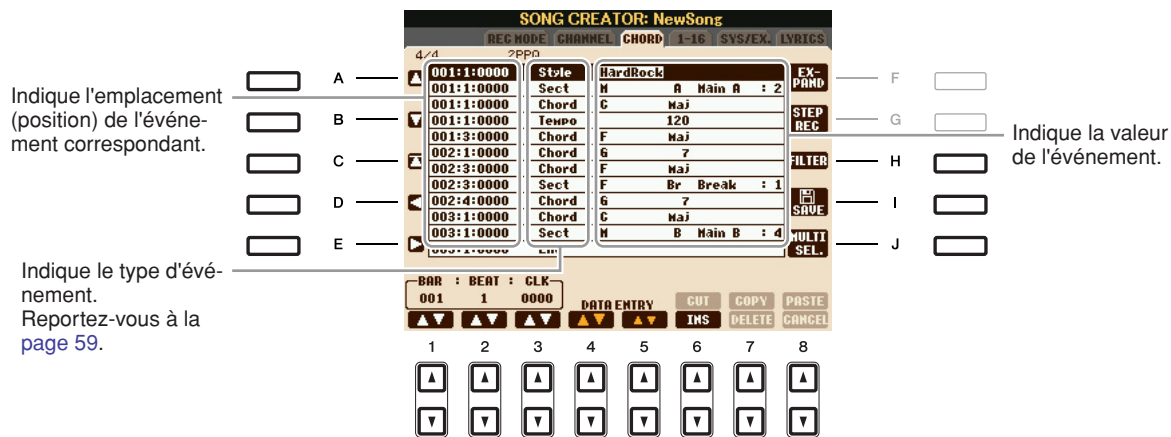 SONG CREATOR: NewSong
REC MODE CHANNEL CHORD 1-16 SYS/EX. LYRICS
4/4 2PPQ
001:1:0000 Style HardRock
001:1:0000 Sect M A Main A : 2
001:1:0000 Chord C Maj
001:1:0000 Tempo 120
001:3:0000 Chord F Maj
002:1:0000 Chord G 7
002:3:0000 Chord F Maj
002:3:0000 Sect F Br Break : 1
002:4:0000 Chord G 7
003:1:0000 Chord C Maj
003:1:0000 Sect M B Main B : 4
EX-
PAND
STEP
REC
FILTER
SAVE
MULTI
SEL.
A
B
C
D
E
F
G
H
I
J
Indique l'emplacement
(position) de l'événe-
ment correspondant.
Indique la valeur
de l'événement.
Indique le type d'évé-
nement.
Reportez-vous à la
page 59.
BAR : BEAT : CLK
001 1 0000
DATA ENTRY
CUT COPY PASTE
INS DELETE CANCEL
1 2 3 4 5 6 7 8